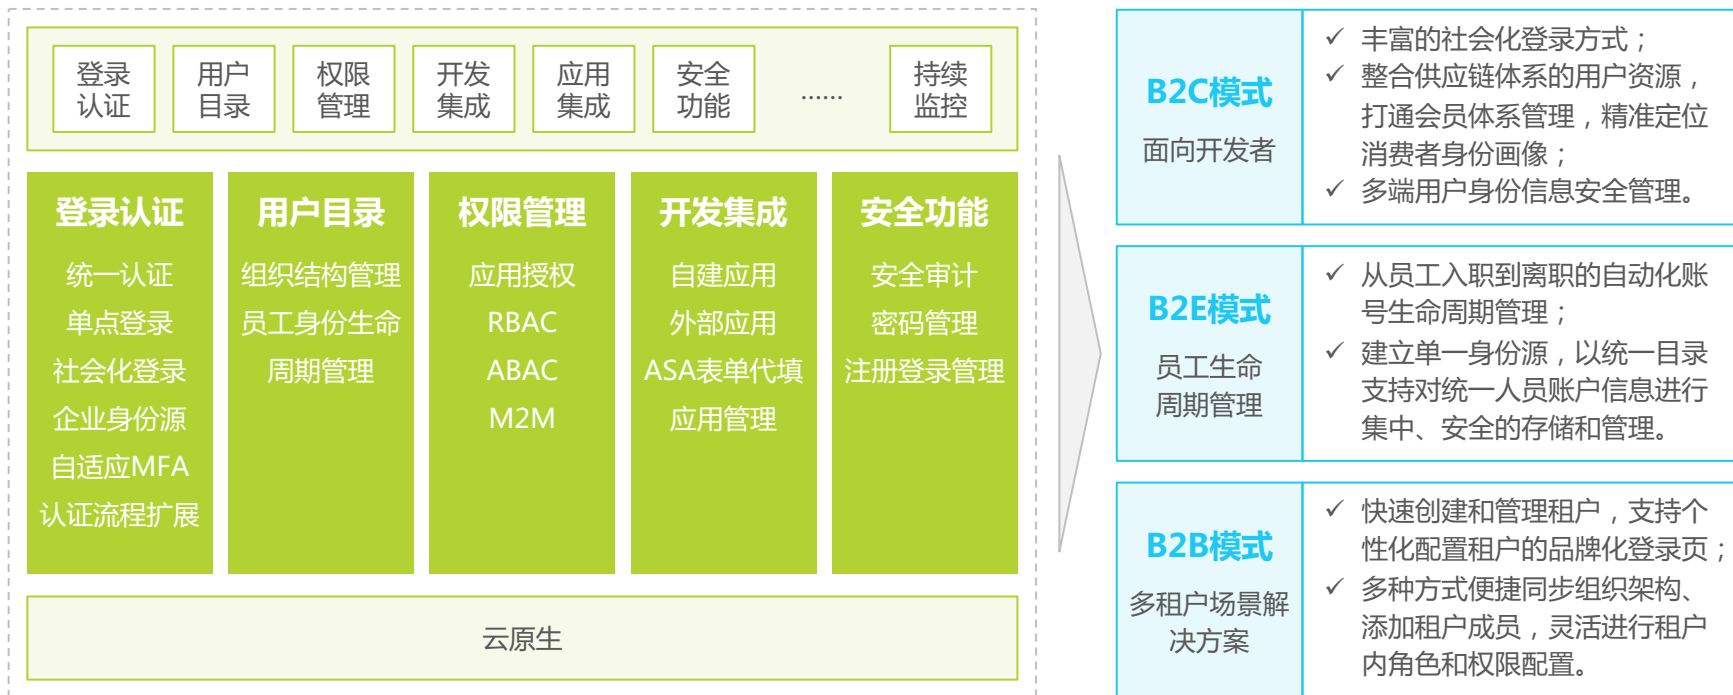 登录
认证
用户
目录
权限
管理
开发
集成
应用
集成
安全
功能
......
持续
监控
登录认证
统一认证
单点登录
社会化登录
企业身份源
自适应MFA
认证流程扩展
用户目录
组织结构管理
员工身份生命
周期管理
权限管理
应用授权
RBAC
ABAC
M2M
开发集成
自建应用
外部应用
ASA表单代填
应用管理
安全功能
安全审计
密码管理
注册登录管理
云原生
B2C模式
面向开发者
✓ 丰富的社会化登录方式；
✓ 整合供应链体系的用户资源，
打通会员体系管理，精准定位
消费者身份画像；
✓ 多端用户身份信息安全管理。
B2E模式
员工生命
周期管理
✓ 从员工入职到离职的自动化账
号生命周期管理；
✓ 建立单一身份源，以统一目录
支持对统一人员账户信息进行
集中、安全的存储和管理。
B2B模式
多租户场景解
决方案
✓ 快速创建和管理租户，支持个
性化配置租户的品牌化登录页；
✓ 多种方式便捷同步组织架构、
添加租户成员，灵活进行租户
内角色和权限配置。